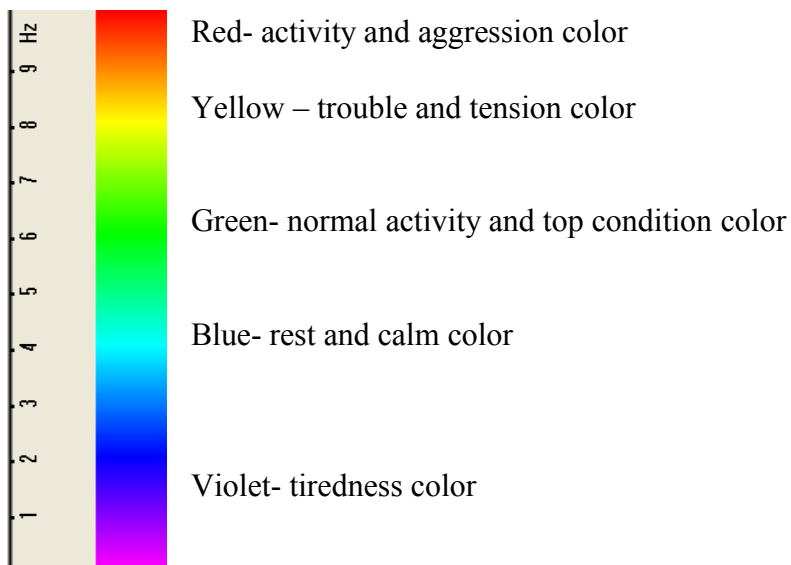 Hz
Red- activity and aggression color
9
Yellow – trouble and tension color
8
7
Green- normal activity and top condition color
6
5
Blue- rest and calm color
4
3
2
Violet- tiredness color
1